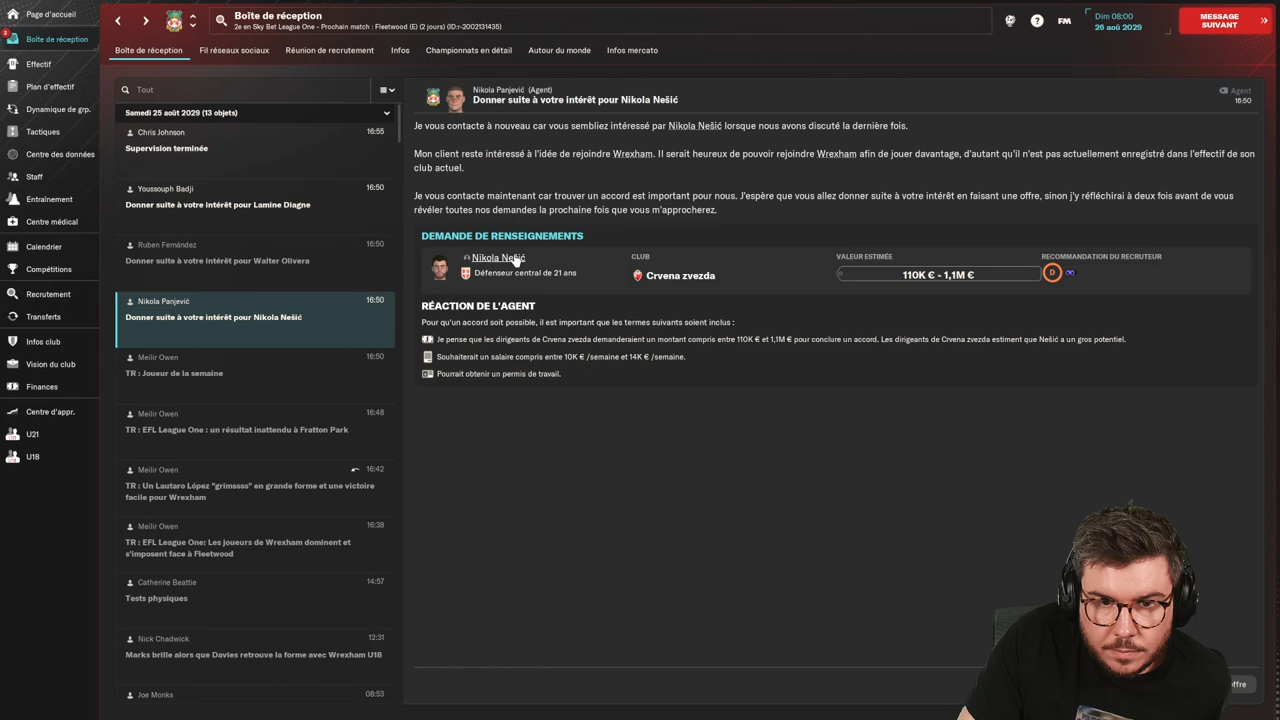 Page d'accueil
2
Boîte de réception
Effectif
Plan d'effectif
Dynamique de grp.
Tactiques
Centre des données
Staff
Entraînement
Centre médical
Calendrier
Compétitions
Recrutement
Transferts
Infos club
Vision du club
Finances
Centre d'appr.
U21
U18
Boîte de réception
2e en Sky Bet League One - Prochain match : Fleetwood (E) (2 jours) (ID:r-2002131435)
?
FM
Dim 08:00
26 aoû 2029
MESSAGE
SUIVANT
Boîte de réception
Fil réseaux sociaux
Réunion de recrutement
Infos
Championnats en détail
Autour du monde
Infos mercato
Tout
Samedi 25 août 2029 (13 objets)
Chris Johnson
16:55
Supervision terminée
Youssouph Badji
16:50
Donner suite à votre intérêt pour Lamine Diagne
Ruben Fernández
16:50
Donner suite à votre intérêt pour Walter Olivera
Nikola Panjević
16:50
Donner suite à votre intérêt pour Nikola Nešić
Meilir Owen
16:50
TR : Joueur de la semaine
Meilir Owen
16:48
TR : EFL League One : un résultat inattendu à Fratton Park
Meilir Owen
16:42
TR : Un Lautaro López "grimsss" en grande forme et une victoire
facile pour Wrexham
Meilir Owen
16:38
TR : EFL League One: Les joueurs de Wrexham dominent et
s'imposent face à Fleetwood
Catherine Beattie
14:57
Tests physiques
Nick Chadwick
12:31
Marks brille alors que Davies retrouve la forme avec Wrexham U18
Joe Monks
08:53
Nikola Panjević (Agent)
Donner suite à votre intérêt pour Nikola Nešić
Agent
16:50
Je vous contacte à nouveau car vous sembliez intéressé par Nikola Nešić lorsque nous avons discuté la dernière fois.
Mon client reste intéressé à l'idée de rejoindre Wrexham. Il serait heureux de pouvoir rejoindre Wrexham afin de jouer davantage, d'autant qu'il n'est pas actuellement enregistré dans l'effectif de son
club actuel.
Je vous contacte maintenant car trouver un accord est important pour nous. J'espère que vous allez donner suite à votre intérêt en faisant une offre, sinon j'y réfléchirai à deux fois avant de vous
révéler toutes nos demandes la prochaine fois que vous m'approcherez.
DEMANDE DE RENSEIGNEMENTS
Nikola Nešić
Défenseur central de 21 ans
CLUB
Crvena zvezda
VALEUR ESTIMÉE
110K € - 1,1M €
RECOMMANDATION DU RECRUTEUR
D
RÉACTION DE L'AGENT
Pour qu'un accord soit possible, il est important que les termes suivants soient inclus :
Je pense que les dirigeants de Crvena zvezda demanderaient un montant compris entre 110K € et 1,1M € pour conclure un accord. Les dirigeants de Crvena zvezda estiment que Nešić a un gros potentiel.
Souhaiterait un salaire compris entre 10K € /semaine et 14K € /semaine.
Pourrait obtenir un permis de travail.
offre